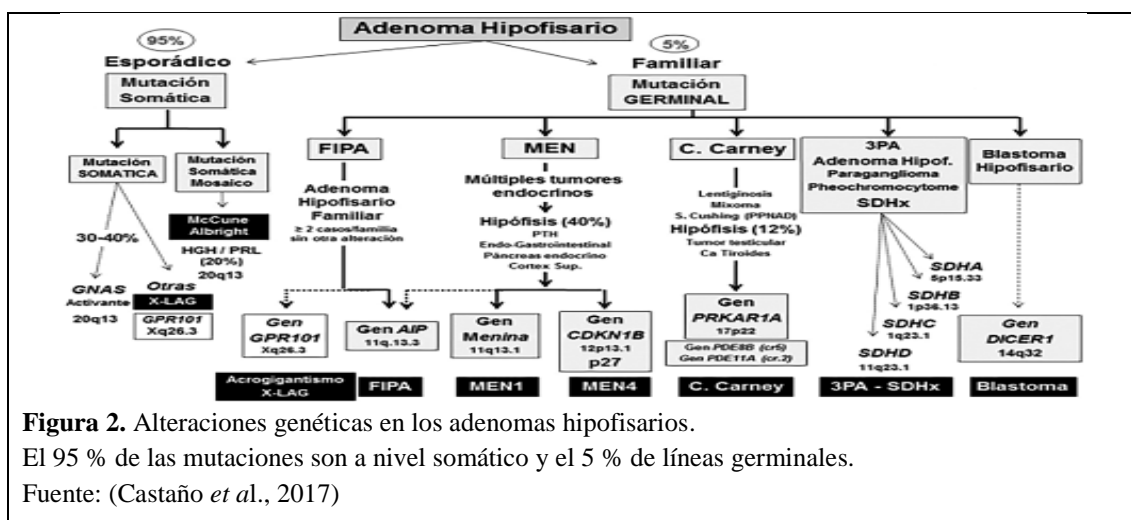 Adenoma Hipofisario
95%
Esporádico
Mutación
Somática
5%
Familiar
Mutación
GERMINAL
Mutación
SOMATICA
Mutación
Somática
Mosaico
McCune
Albright
HGH / PRL
(20%)
20q13
30-40%
GNAS
Activante
20q13
Otras
X-LAG
GPR101
Xq26.3
FIPA
Adenoma
Hipofisario
Familiar
≥ 2 casos/famillia
sin otra alteración
Gen
GPR101
Xq26.3
Acrogigantismo
X-LAG
Gen AIP
11q.13.3
FIPA
MEN
Múltiples tumores
endocrinos
Hipófisis (40%)
PTH
Endo-Gastrointestinal
Páncreas endocrino
Cortex Sup.
Gen
Menina
11q13.1
MEN1
Gen
CDKN1B
12p13.1
p27
MEN4
C. Carney
Lentiginosis
Mixoma
S. Cushing (PPNAD)
Hipófisis (12%)
Tumor testicular
Ca Tiroides
Gen
PRKAR1A
17p22
Gen PDE8B (cr5)
Gen PDE11A (cr.2)
C. Carney
3PA
Adenoma Hipof.
Paraganglioma
Pheochromocytome
SDHx
SDHA
5p15.33
SDHB
1p36.13
SDHC
1q23.1
SDHD
11q23.1
3PA - SDHx
Blastoma
Hipofisario
Gen
DICER1
14q32
Blastoma
Figura 2. Alteraciones genéticas en los adenomas hipofisarios.
El 95 % de las mutaciones son a nivel somático y el 5 % de líneas germinales.
Fuente: (Castaño et al., 2017)